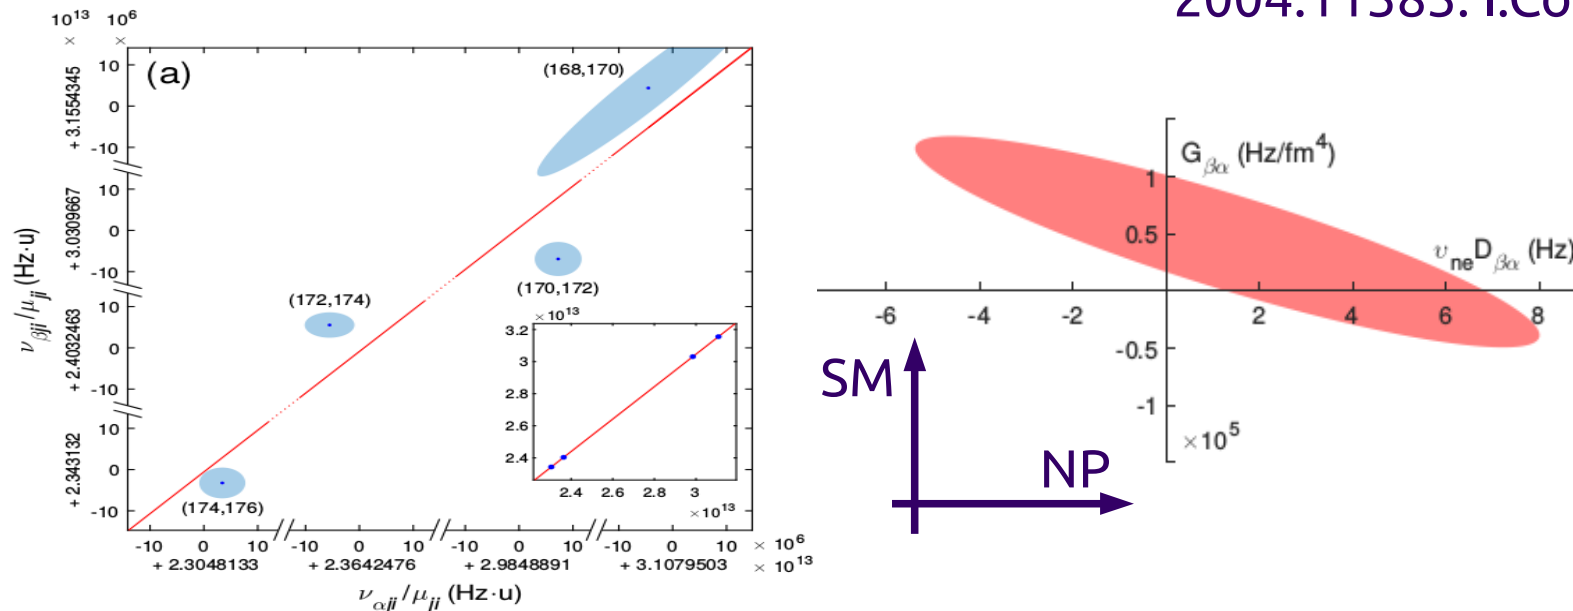 2004.11383. I.Co
10¹³ 10⁶
× ×
(a)
10
0
-10
+ 3.1554345
10
0
-10
+ 3.0309667
10
0
-10
+ 2.4032463
10
0
-10
+ 2.343132
ν_βji / μ_ji (Hz·u)
(168,170)
(170,172)
(172,174)
(174,176)
3.2 × 10¹³
3
2.8
2.6
2.4
2.4 2.6 2.8 3
× 10¹³
-10 0 10 -10 0 10 -10 0 10 -10 0 10 × 10⁶
+ 2.3048133 + 2.3642476 + 2.9848891 + 3.1079503 × 10¹³
ν_αji / μ_ji (Hz·u)
G_βα (Hz/fm⁴)
1
0.5
υ_ne D_βα (Hz)
-6 -4 -2 2 4 6 8
-0.5
-1
×10⁵
SM
NP